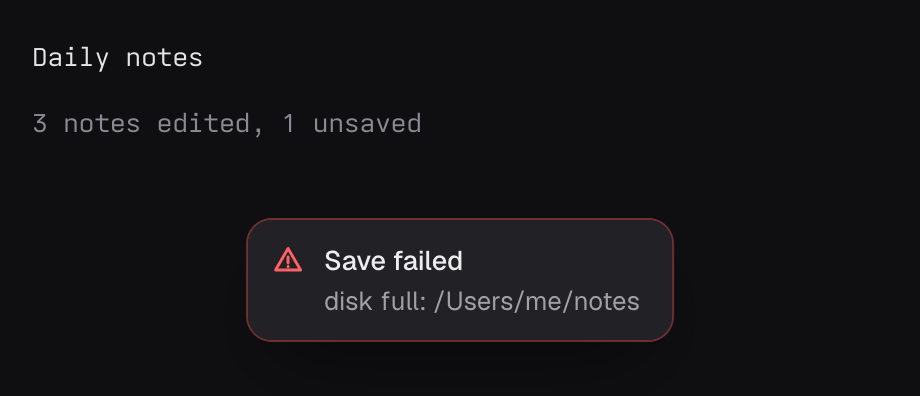 Daily notes
3 notes edited, 1 unsaved
Save failed
disk full: /Users/me/notes